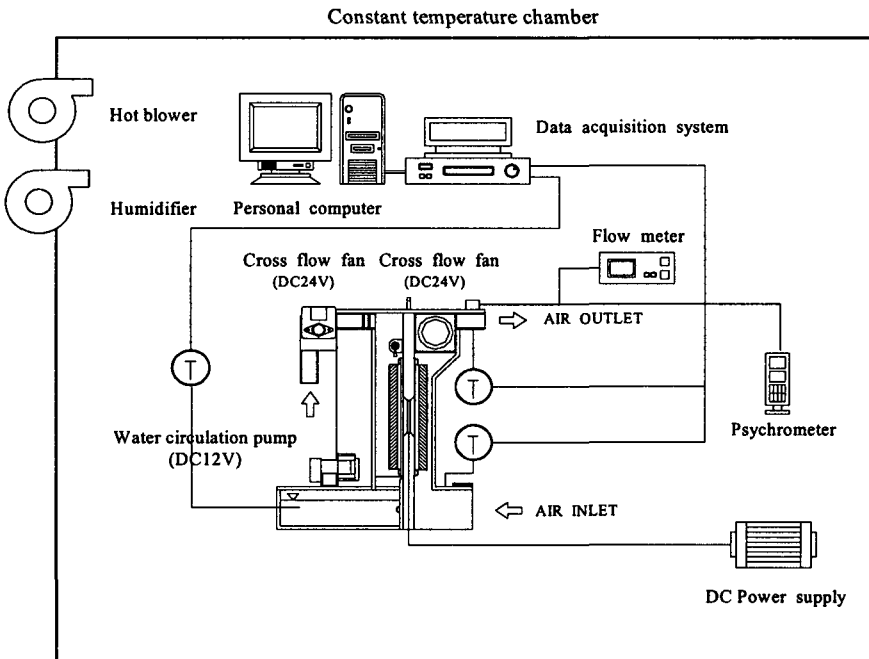 Constant temperature chamber
Hot blower
Data acquisition system
Humidifier
Personal computer
Flow meter
Cross flow fan
(DC24V)
Cross flow fan
(DC24V)
AIR OUTLET
T
T
T
Water circulation pump
(DC12V)
Psychrometer
AIR INLET
DC Power supply